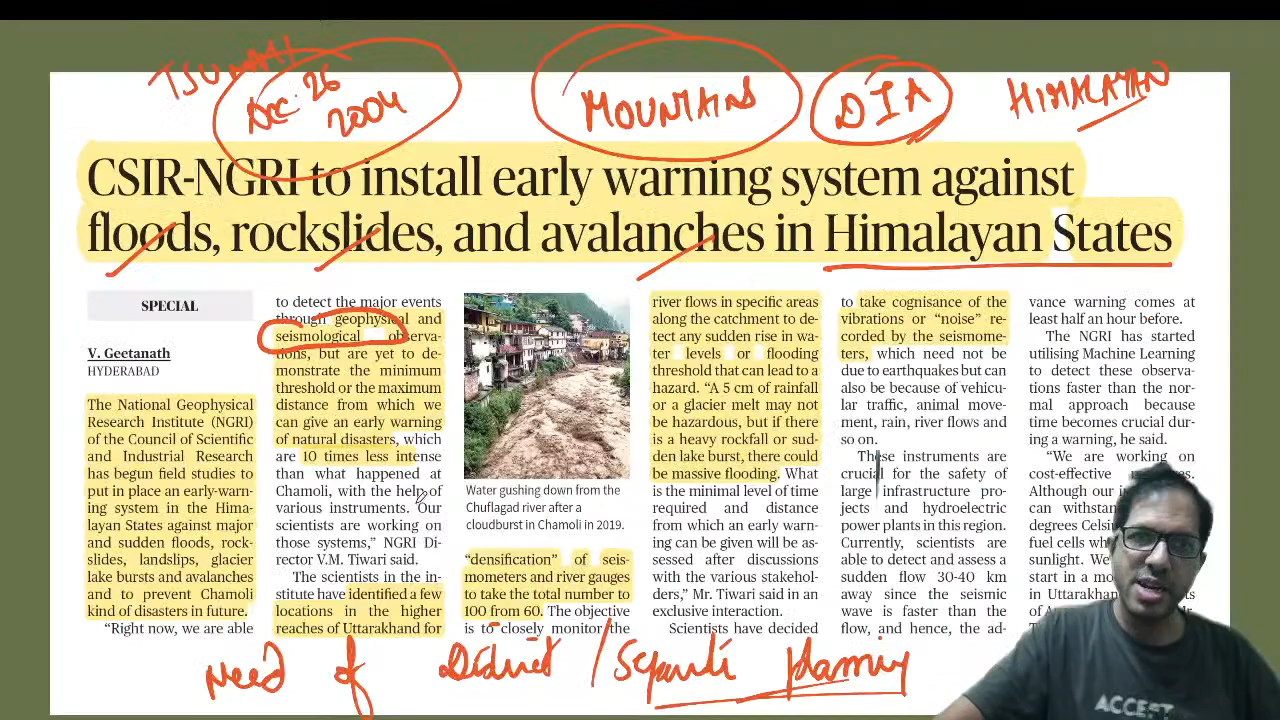 TSUNAMI
DEC 26
2004
MOUNTAINS
DIA
HIMALAYAN
CSIR-NGRI to install early warning system against
floods, rockslides, and avalanches in Himalayan States
SPECIAL
V. Geetanath
HYDERABAD
The National Geophysical
Research Institute (NGRI)
of the Council of Scientific
and Industrial Research
has begun field studies to
put in place an early-warn-
ing system in the Hima-
layan States against major
and sudden floods, rock-
slides, landslips, glacier
lake bursts and avalanches
and to prevent Chamoli
kind of disasters in future.
“Right now, we are able
to detect the major events
through geophysical and
seismological observa-
tions, but are yet to de-
monstrate the minimum
threshold or the maximum
distance from which we
can give an early warning
of natural disasters, which
are 10 times less intense
than what happened at
Chamoli, with the help of
various instruments. Our
scientists are working on
those systems,” NGRI Di-
rector V.M. Tiwari said.
The scientists in the in-
stitute have identified a few
locations in the higher
reaches of Uttarakhand for
Water gushing down from the
Chuflagad river after a
cloudburst in Chamoli in 2019.
“densification” of seis-
mometers and river gauges
to take the total number to
100 from 60. The objective
is to closely monitor the
river flows in specific areas
along the catchment to de-
tect any sudden rise in wa-
ter levels or flooding
threshold that can lead to a
hazard. “A 5 cm of rainfall
or a glacier melt may not
be hazardous, but if there
is a heavy rockfall or sud-
den lake burst, there could
be massive flooding. What
is the minimal level of time
required and distance
from which an early warn-
ing can be given will be as-
sessed after discussions
with the various stakehol-
ders,” Mr. Tiwari said in an
exclusive interaction.
Scientists have decided
to take cognisance of the
vibrations or “noise” re-
corded by the seismome-
ters, which need not be
due to earthquakes but can
also be because of vehicu-
lar traffic, animal move-
ment, rain, river flows and
so on.
These instruments are
crucial for the safety of
large infrastructure pro-
jects and hydroelectric
power plants in this region.
Currently, scientists are
able to detect and assess a
sudden flow 30-40 km
away since the seismic
wave is faster than the
flow, and hence, the ad-
vance warning comes at
least half an hour before.
The NGRI has started
utilising Machine Learning
to detect these observa-
tions faster than the nor-
mal approach because
time becomes crucial dur-
ing a warning, he said.
“We are working on
cost-effective
Although our
can withstan
degrees Celsi
fuel cells wh
sunlight. We
start in a mo
in Uttarakhan
of
Need of District / Separate planning
ACCEPT